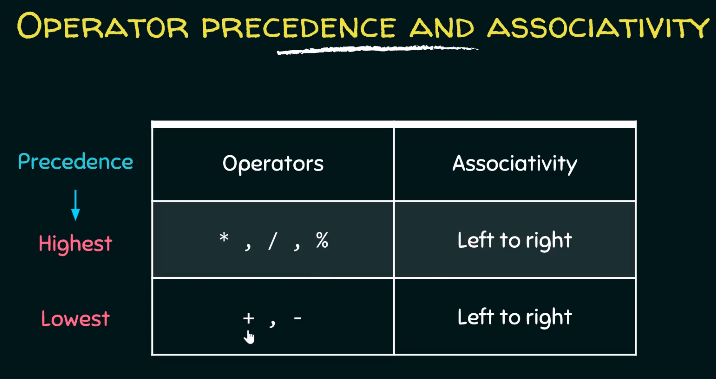 OPERATOR PRECEDENCE AND ASSOCIATIVITY
Precedence
Operators
Associativity
Highest
* , / , %
Left to right
Lowest
+ , -
Left to right